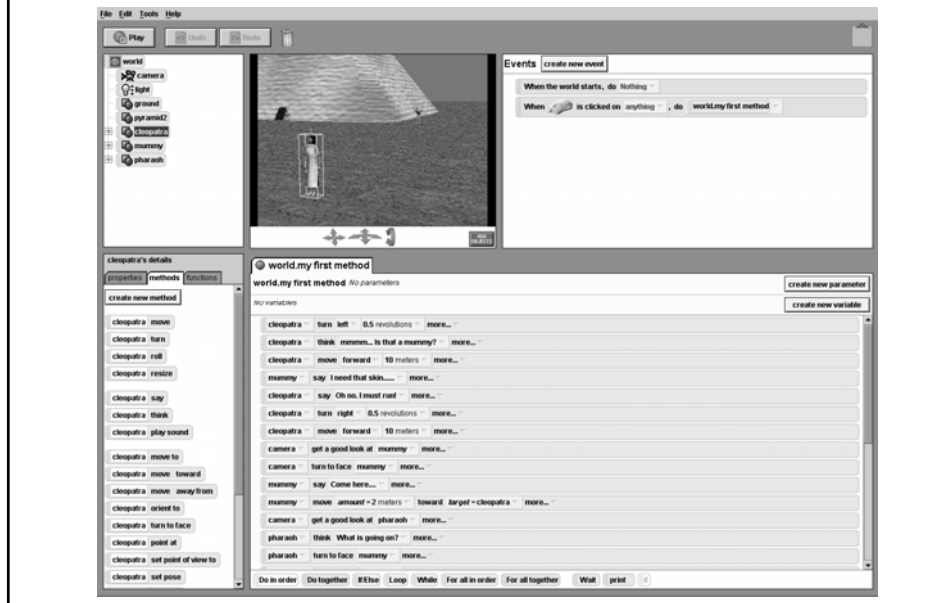 File Edit Tools Help
Play Undo Redo
world
camera
light
ground
pyramid2
cleopatra
mummy
pharaoh
ADD OBJECTS
Events create new event
When the world starts, do Nothing
When is clicked on anything , do world.my first method
cleopatra's details
properties methods functions
create new method
cleopatra move
cleopatra turn
cleopatra roll
cleopatra resize
cleopatra say
cleopatra think
cleopatra play sound
cleopatra move to
cleopatra move toward
cleopatra move away from
cleopatra orient to
cleopatra turn to face
cleopatra point at
cleopatra set point of view to
cleopatra set pose
world.my first method
world.my first method No parameters create new parameter
No variables create new variable
cleopatra turn left 0.5 revolutions more...
cleopatra think mmmm... Is that a mummy? more...
cleopatra move forward 10 meters more...
mummy say I need that skin...... more...
cleopatra say Oh no. I must run! more...
cleopatra turn right 0.5 revolutions more...
cleopatra move forward 10 meters more...
camera get a good look at mummy more...
camera turn to face mummy more...
mummy say Come here.... more...
mummy move amount = 2 meters toward target = cleopatra more...
camera get a good look at pharaoh more...
pharaoh think What is going on? more...
pharaoh turn to face mummy more...
Do in order Do together If/Else Loop While For all in order For all together Wait print //